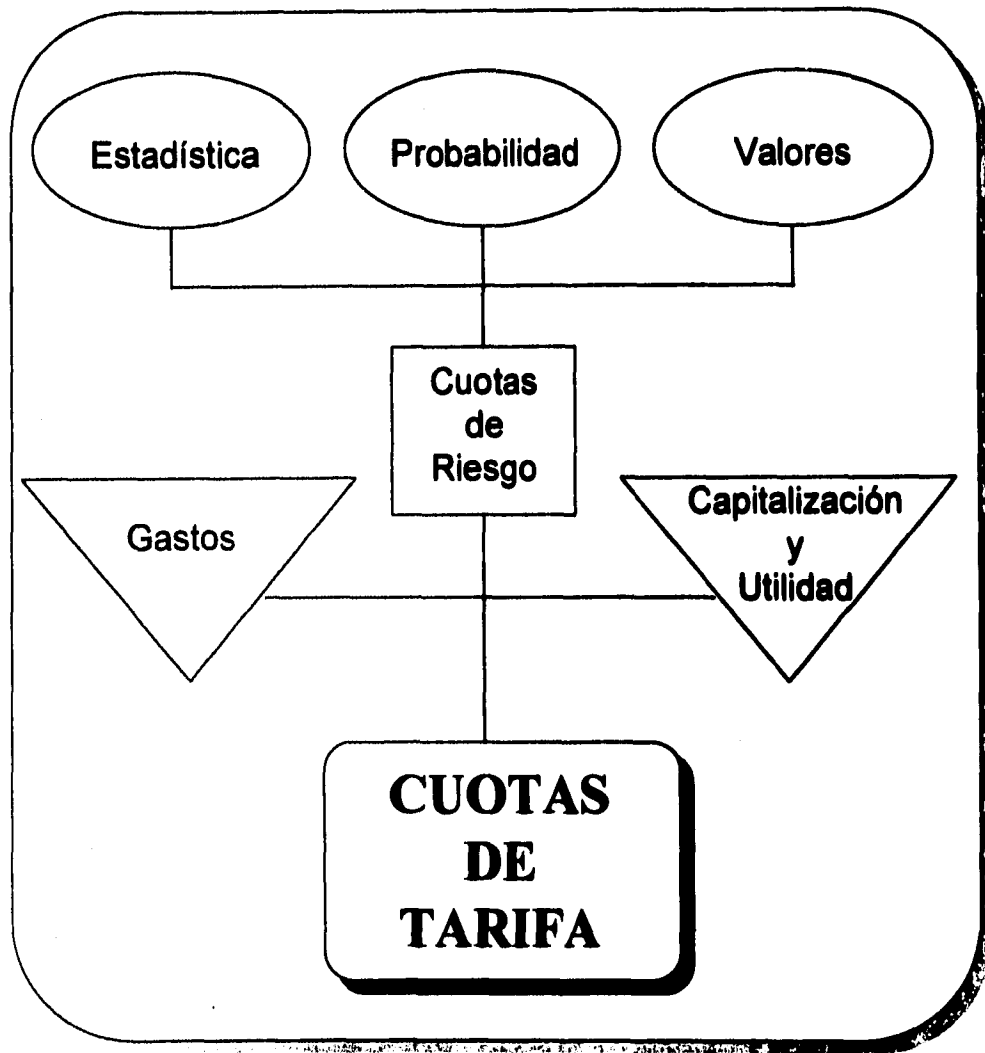 Estadística
Probabilidad
Valores
Cuotas
de
Riesgo
Gastos
Capitalización
y
Utilidad
CUOTAS
DE
TARIFA